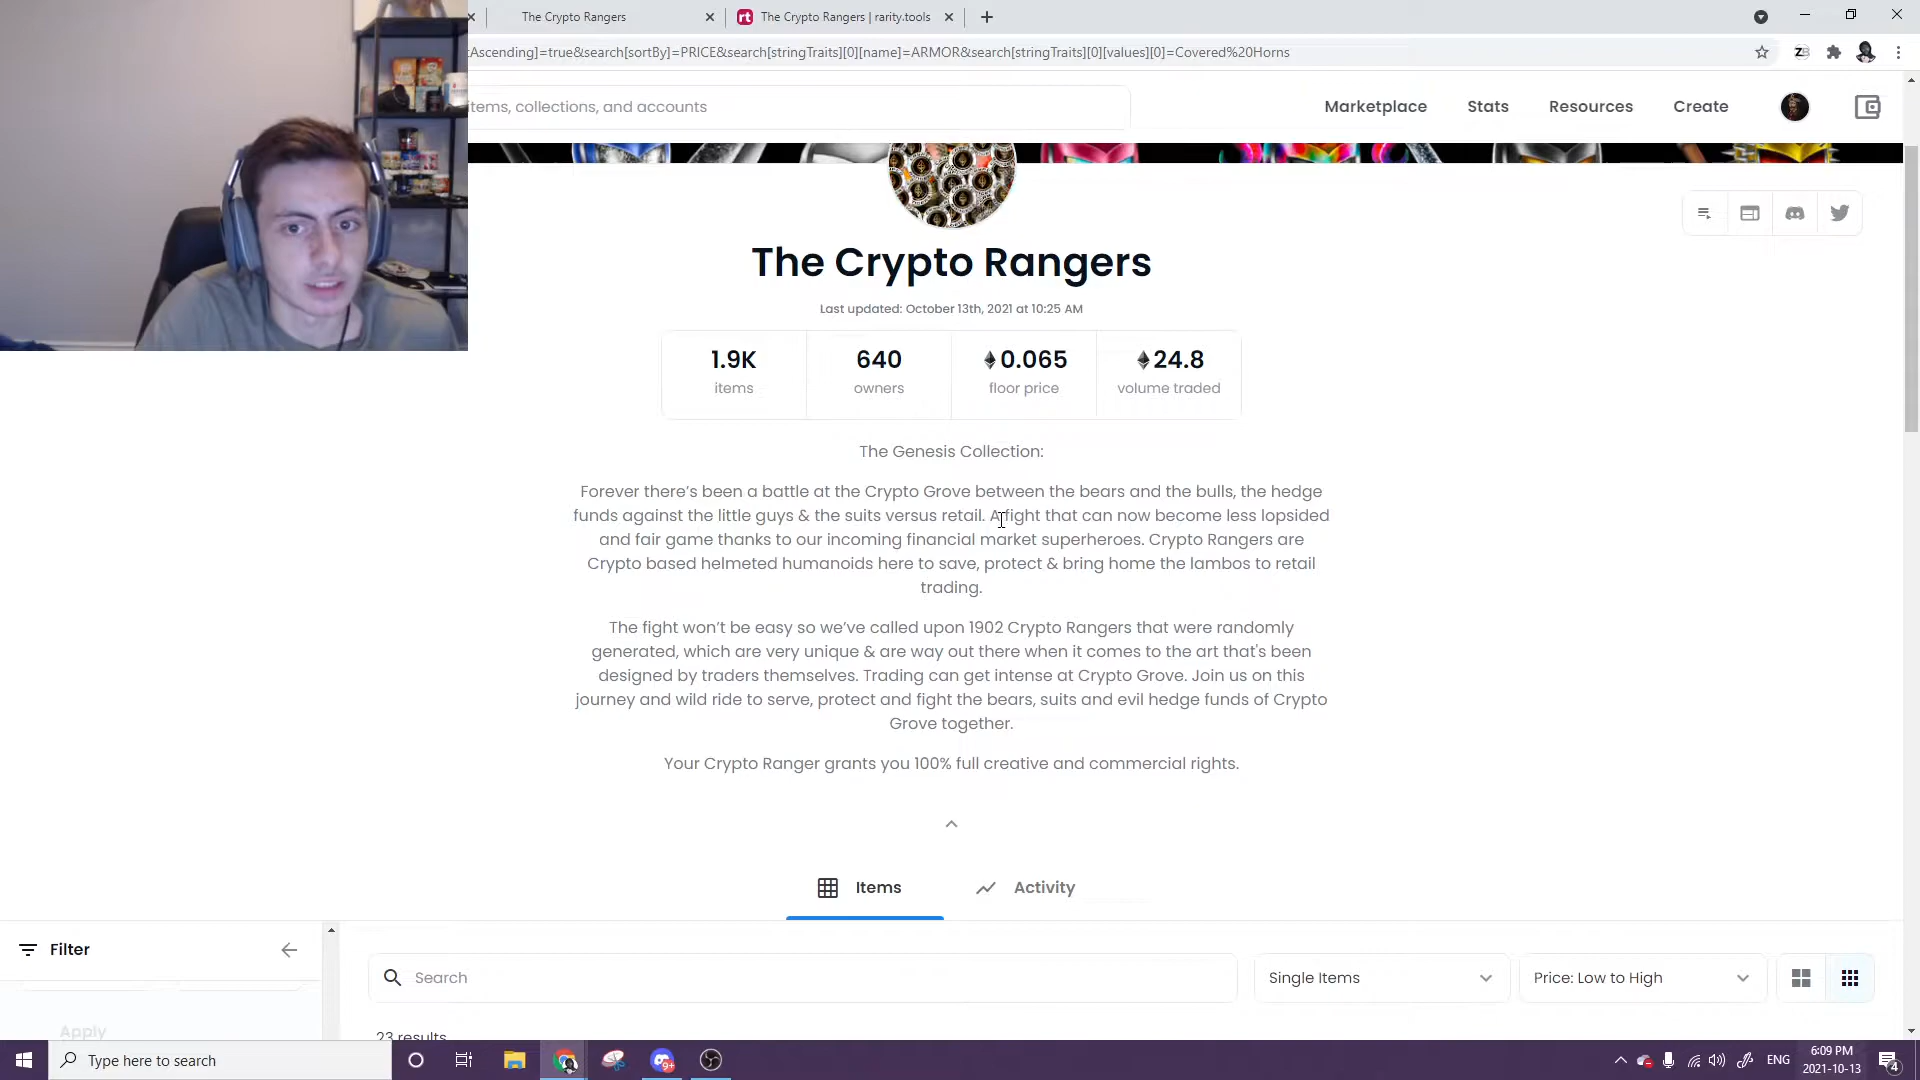 The Crypto Rangers
The Crypto Rangers | rarity.tools
tAscending]=true&search[sortBy]=PRICE&search[stringTraits][0][name]=ARMOR&search[stringTraits][0][values][0]=Covered%20Horns
items, collections, and accounts
Marketplace
Stats
Resources
Create
The Crypto Rangers
Last updated: October 13th, 2021 at 10:25 AM
1.9K
640
0.065
24.8
items
owners
floor price
volume traded
The Genesis Collection:
Forever there's been a battle at the Crypto Grove between the bears and the bulls, the hedge
funds against the little guys & the suits versus retail. A fight that can now become less lopsided
and fair game thanks to our incoming financial market superheroes. Crypto Rangers are
Crypto based helmeted humanoids here to save, protect & bring home the lambos to retail
trading.
The fight won't be easy so we've called upon 1902 Crypto Rangers that were randomly
generated, which are very unique & are way out there when it comes to the art that's been
designed by traders themselves. Trading can get intense at Crypto Grove. Join us on this
journey and wild ride to serve, protect and fight the bears, suits and evil hedge funds of Crypto
Grove together.
Your Crypto Ranger grants you 100% full creative and commercial rights.
Items
Activity
Filter
Search
Single Items
Price: Low to High
Apply
23 results
Type here to search
ENG
6:09 PM
2021-10-13